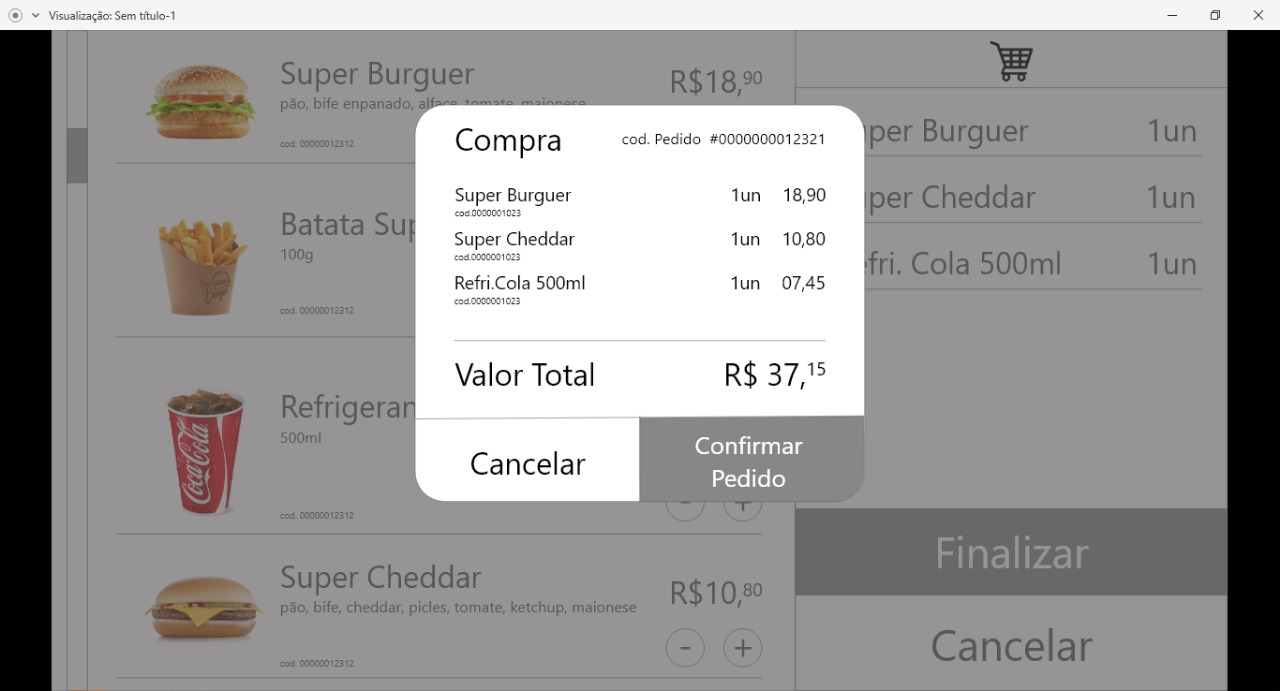 Visualização: Sem título-1
Super Burguer
R$18,90
pão, bife enpanado, alface, tomate, maionese
cod. 00000012312
Batata Sup
100g
cod. 00000012312
Refrigeran
500ml
Coca-Cola
cod. 00000012312
- +
Super Cheddar
R$10,80
pão, bife, cheddar, picles, tomate, ketchup, maionese
- +
cod. 00000012312
Compra
cod. Pedido #0000000012321
Super Burguer 1un 18,90
cod.0000001023
Super Cheddar 1un 10,80
cod.0000001023
Refri.Cola 500ml 1un 07,45
cod.0000001023
Valor Total R$ 37,15
Cancelar
Confirmar
Pedido
per Burguer 1un
per Cheddar 1un
fri. Cola 500ml 1un
Finalizar
Cancelar